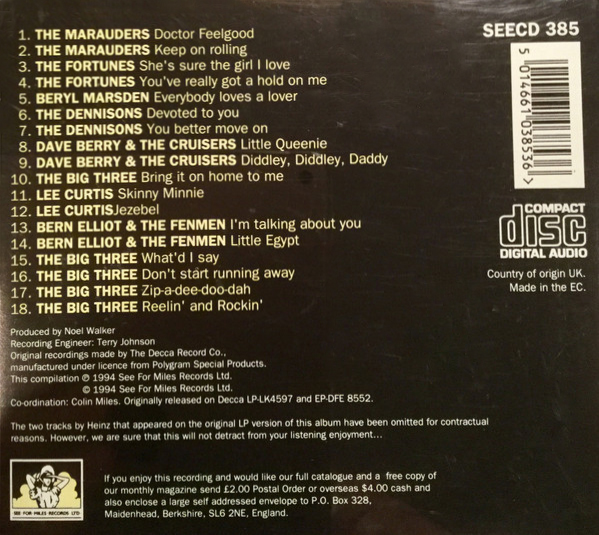 SEECD 385
1. THE MARAUDERS Doctor Feelgood
2. THE MARAUDERS Keep on rolling
3. THE FORTUNES She's sure the girl I love
4. THE FORTUNES You've really got a hold on me
5. BERYL MARSDEN Everybody loves a lover
6. THE DENNISONS Devoted to you
7. THE DENNISONS You better move on
8. DAVE BERRY & THE CRUISERS Little Queenie
9. DAVE BERRY & THE CRUISERS Diddley, Diddley, Daddy
10. THE BIG THREE Bring it on home to me
11. LEE CURTIS Skinny Minnie
12. LEE CURTISJezebel
13. BERN ELLIOT & THE FENMEN I'm talking about you
14. BERN ELLIOT & THE FENMEN Little Egypt
15. THE BIG THREE What'd I say
16. THE BIG THREE Don't start running away
17. THE BIG THREE Zip-a-dee-doo-dah
18. THE BIG THREE Reelin' and Rockin'
5 014661 038536 >
COMPACT
disc
DIGITAL AUDIO
Country of origin UK.
Made in the EC.
Produced by Noel Walker
Recording Engineer: Terry Johnson
Original recordings made by The Decca Record Co.,
manufactured under licence from Polygram Special Products.
This compilation ℗ 1994 See For Miles Records Ltd.
© 1994 See For Miles Records Ltd.
Co-ordination: Colin Miles. Originally released on Decca LP-LK4597 and EP-DFE 8552.
The two tracks by Heinz that appeared on the original LP version of this album have been omitted for contractual
reasons. However, we are sure that this will not detract from your listening enjoyment...
SEE FOR MILES RECORDS LTD
If you enjoy this recording and would like our full catalogue and a free copy of
our monthly magazine send £2.00 Postal Order or overseas $4.00 cash and
also enclose a large self addressed envelope to P.O. Box 328,
Maidenhead, Berkshire, SL6 2NE, England.